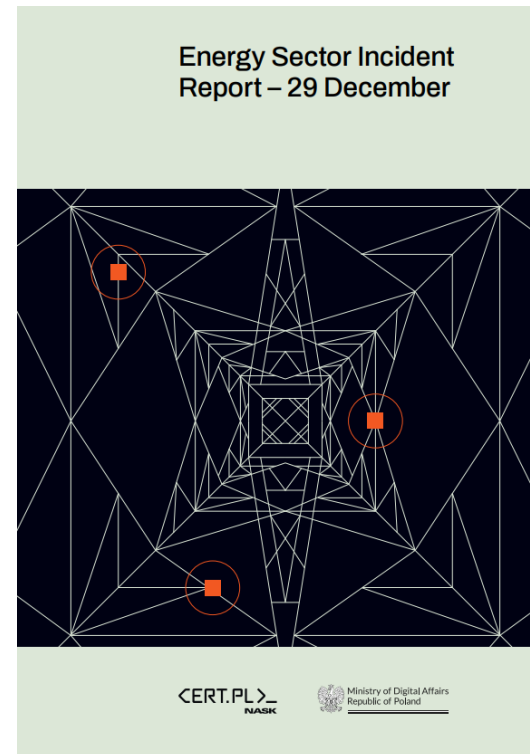 Energy Sector Incident
Report – 29 December
CERT.PL>_
NASK
Ministry of Digital Affairs
Republic of Poland